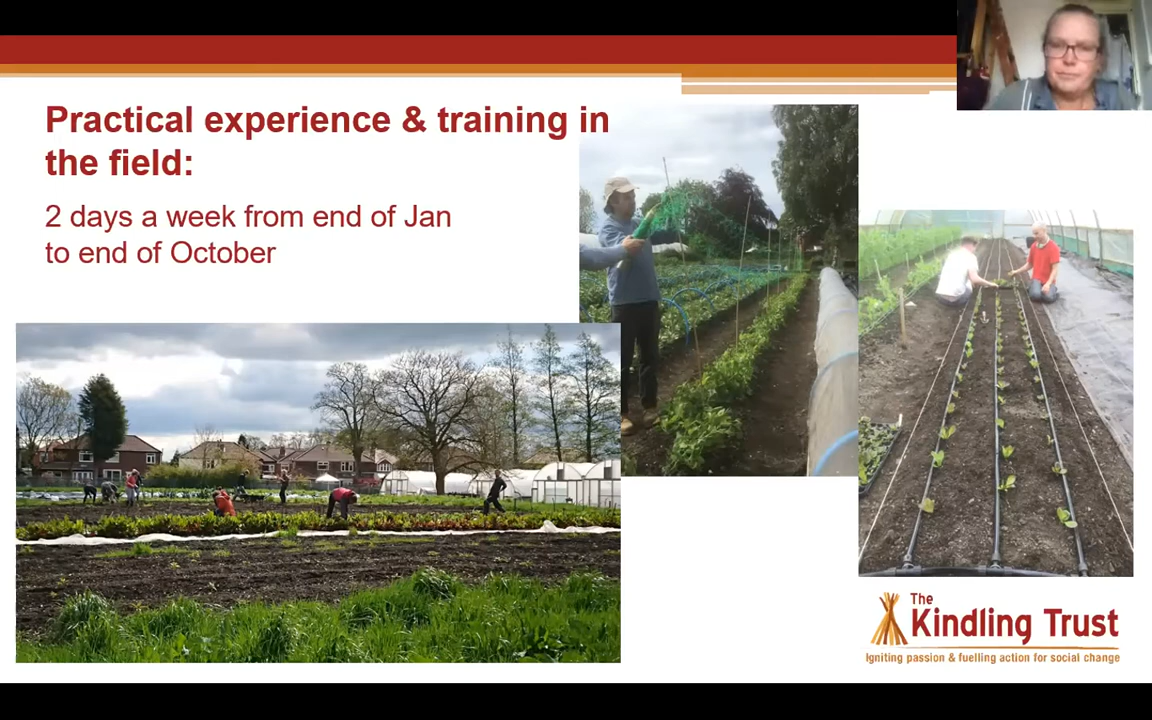 Practical experience & training in
the field:
2 days a week from end of Jan
to end of October
The
Kindling Trust
Igniting passion & fuelling action for social change